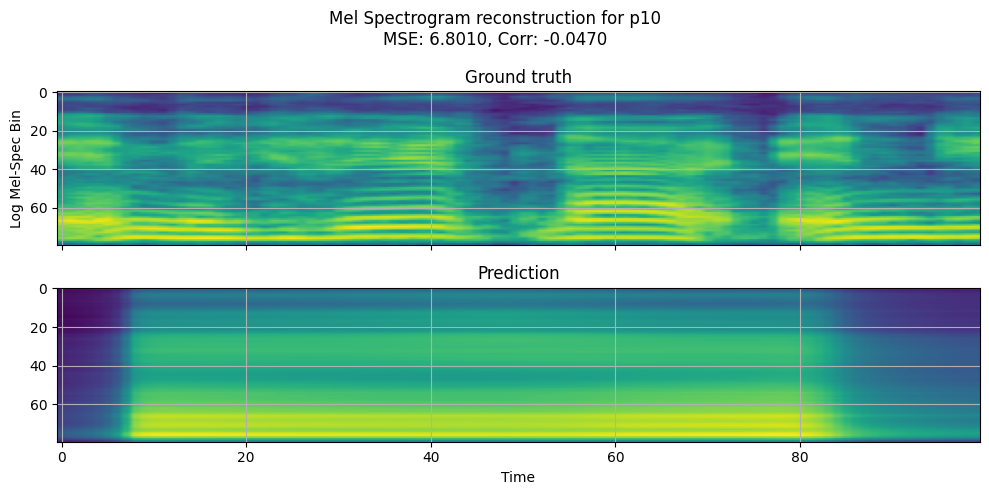 Mel Spectrogram reconstruction for p10
MSE: 6.8010, Corr: -0.0470
Ground truth
Log Mel-Spec Bin
0
20
40
60
Prediction
0
20
40
60
0 20 40 60 80
Time